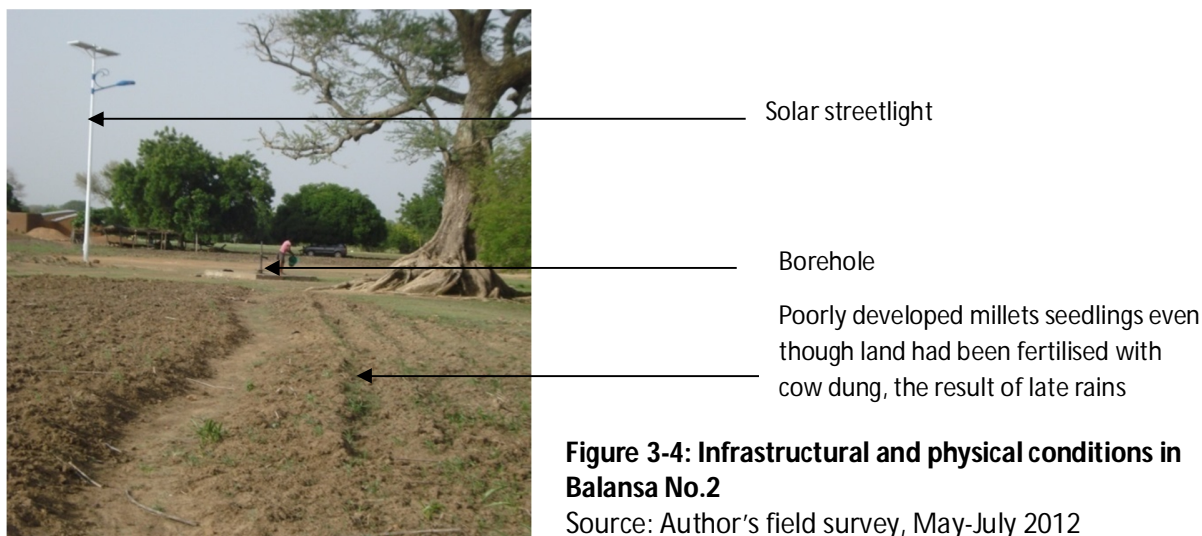 Solar streetlight
Borehole
Poorly developed millets seedlings even
though land had been fertilised with
cow dung, the result of late rains
Figure 3-4: Infrastructural and physical conditions in
Balansa No.2
Source: Author's field survey, May-July 2012